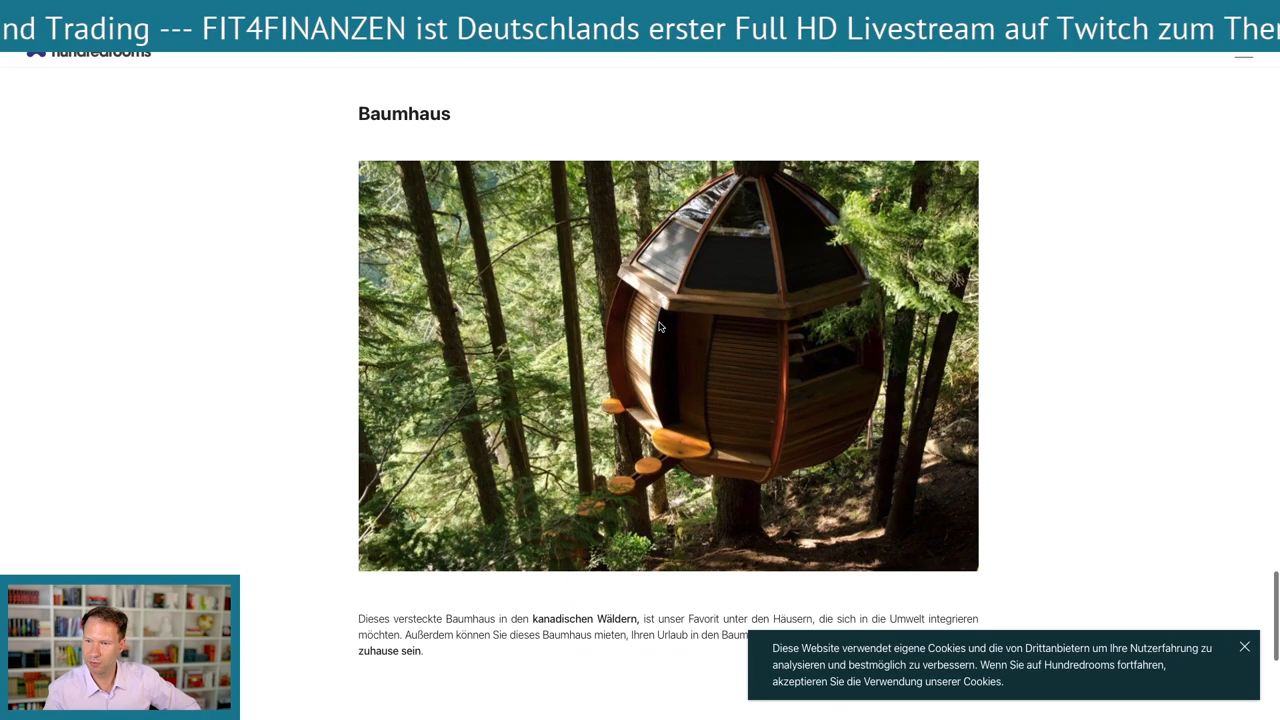 nd Trading --- FIT4FINANZEN ist Deutschlands erster Full HD Livestream auf Twitch zum The
hundredrooms
Baumhaus
Dieses versteckte Baumhaus in den kanadischen Wäldern, ist unser Favorit unter den Häusern, die sich in die Umwelt integrieren
möchten. Außerdem können Sie dieses Baumhaus mieten, Ihren Urlaub in den Baum
zuhause sein.
Diese Website verwendet eigene Cookies und die von Drittanbietern um Ihre Nutzerfahrung zu
analysieren und bestmöglich zu verbessern. Wenn Sie auf Hundredrooms fortfahren,
akzeptieren Sie die Verwendung unserer Cookies.